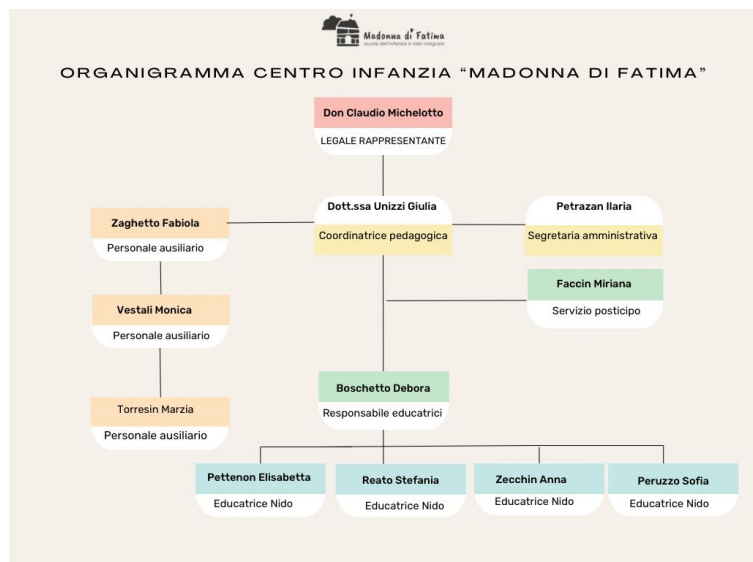 Madonna di Fatima
scuola dell'infanzia e nido integrato
ORGANIGRAMMA CENTRO INFANZIA “MADONNA DI FATIMA”
Don Claudio Michelotto
LEGALE RAPPRESENTANTE
Dott.ssa Unizzi Giulia
Coordinatrice pedagogica
Petrazan Ilaria
Segretaria amministrativa
Zaghetto Fabiola
Personale ausiliario
Faccin Miriana
Servizio posticipo
Vestali Monica
Personale ausiliario
Boschetto Debora
Responsabile educatrici
Torresin Marzia
Personale ausiliario
Pettenon Elisabetta
Educatrice Nido
Reato Stefania
Educatrice Nido
Zecchin Anna
Educatrice Nido
Peruzzo Sofia
Educatrice Nido